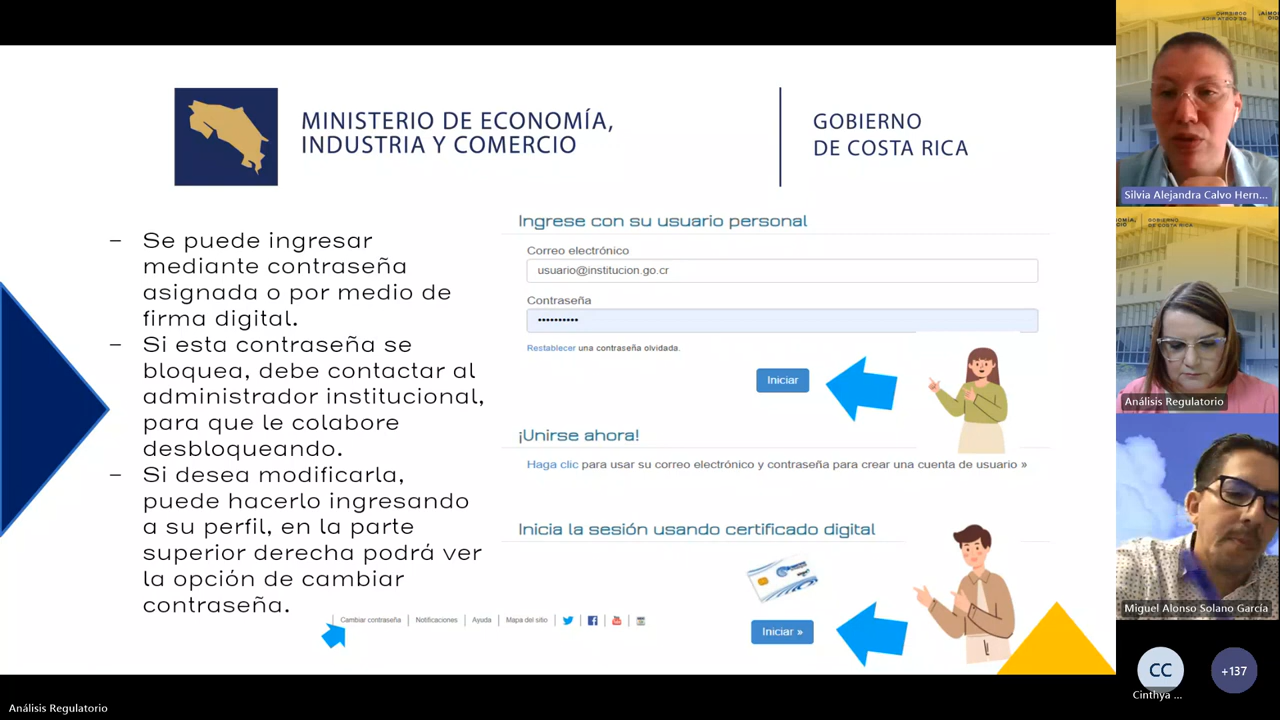 MINISTERIO DE ECONOMÍA,
INDUSTRIA Y COMERCIO
GOBIERNO
DE COSTA RICA
– Se puede ingresar
mediante contraseña
asignada o por medio de
firma digital.
– Si esta contraseña se
bloquea, debe contactar al
administrador institucional,
para que le colabore
desbloqueando.
– Si desea modificarla,
puede hacerlo ingresando
a su perfil, en la parte
superior derecha podrá ver
la opción de cambiar
contraseña.
Ingrese con su usuario personal
Correo electrónico
usuario@institucion.go.cr
Contraseña
••••••••••
Restablecer una contraseña olvidada.
Iniciar
¡Unirse ahora!
Haga clic para usar su correo electrónico y contraseña para crear una cuenta de usuario »
Inicia la sesión usando certificado digital
Iniciar »
Cambiar contraseña | Notificaciones | Ayuda | Mapa del sitio
Silvia Alejandra Calvo Hern...
GOBIERNO
DE COSTA RICA
Análisis Regulatorio
Miguel Alonso Solano García
CC
Cinthya ...
+137
Análisis Regulatorio